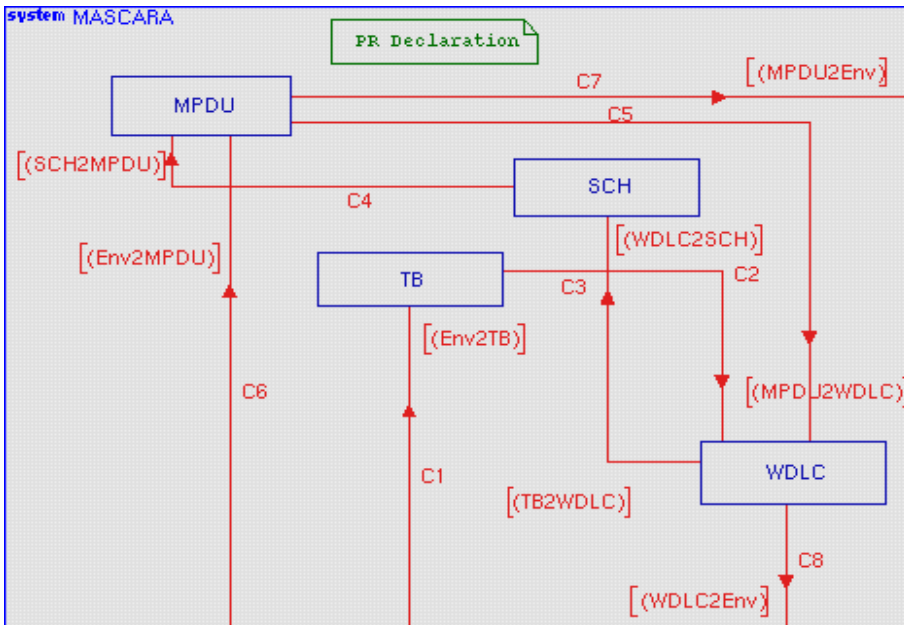 system MASCARA
PR Declaration
[(MPDU2Env)]
C7
MPDU
C5
[(SCH2MPDU)]
SCH
C4
[(WDLC2SCH)]
[(Env2MPDU)]
TB
C3
C2
[(Env2TB)]
C6
[(MPDU2WDLC)]
WDLC
C1
[(TB2WDLC)]
C8
[(WDLC2Env)]